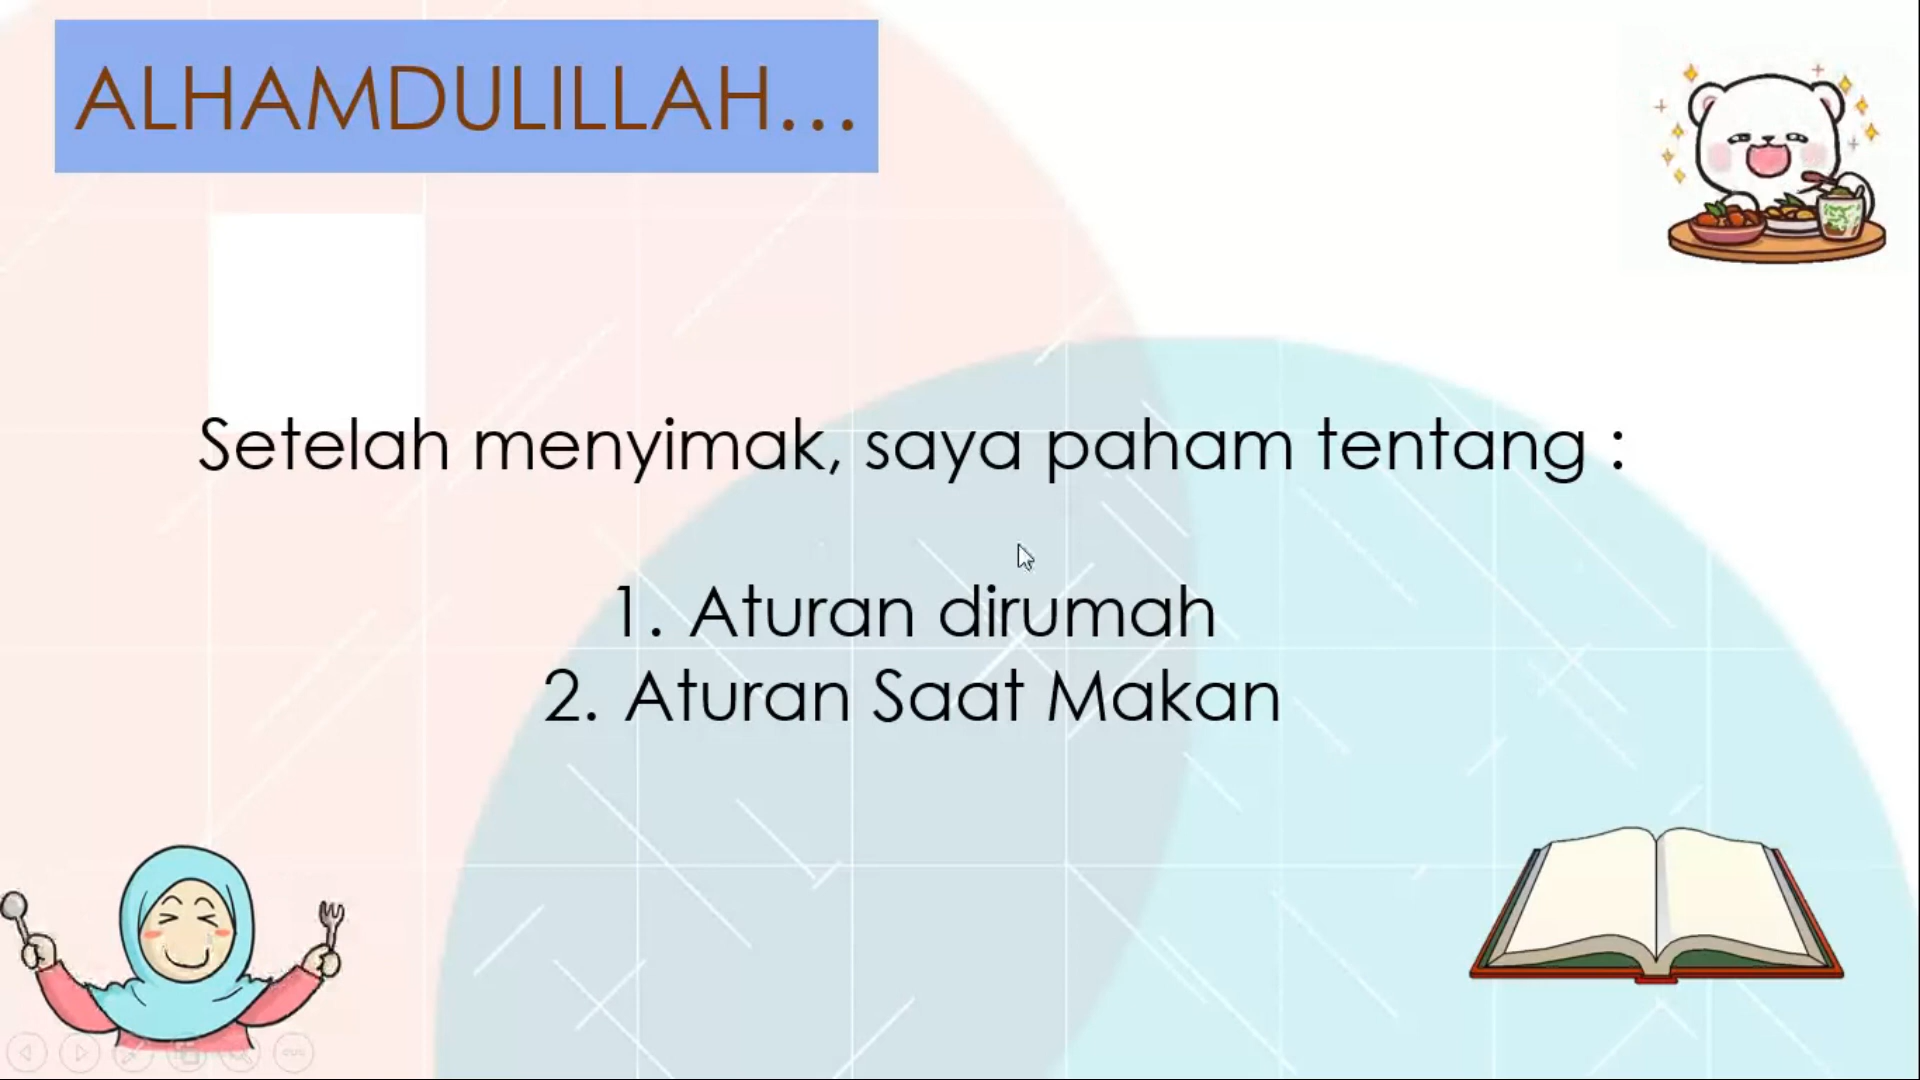 ALHAMDULILLAH...
Setelah menyimak, saya paham tentang :
1. Aturan dirumah
2. Aturan Saat Makan